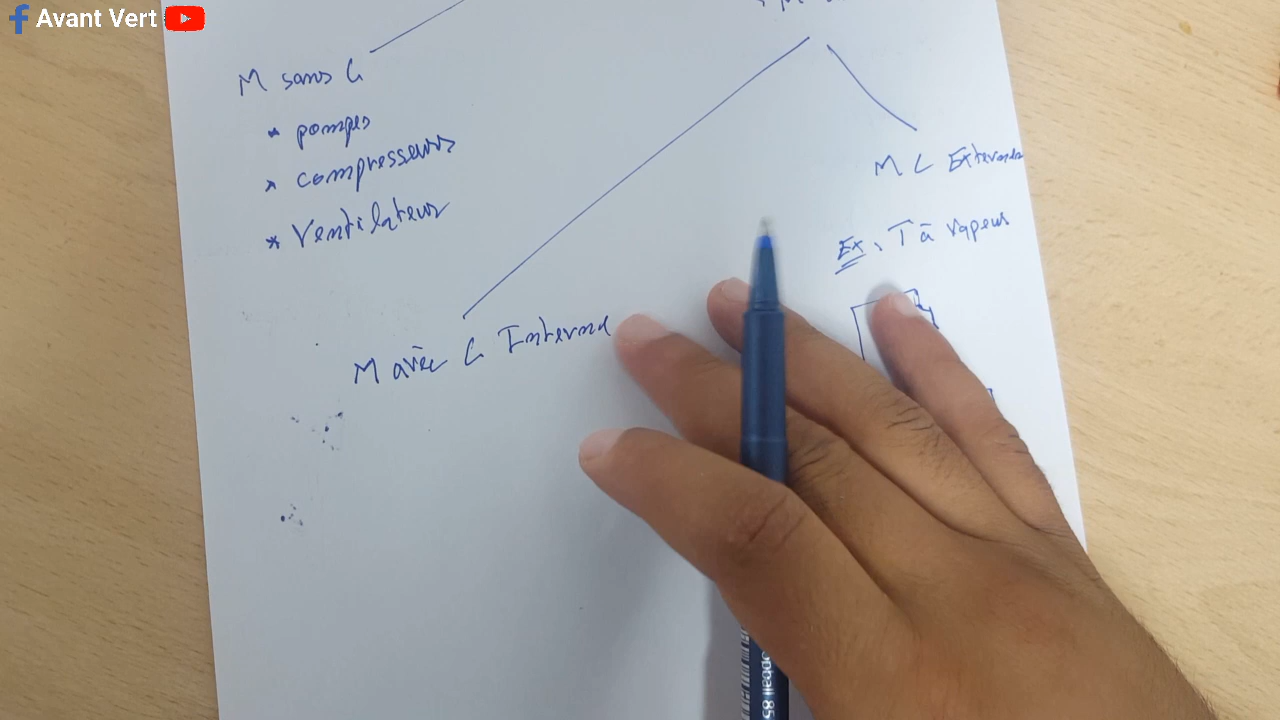 Avant Vert
M sans C
* pompes
* compresseurs
* Ventilateur
M C Externe
Ex, T à vapeur
M avec C Interne